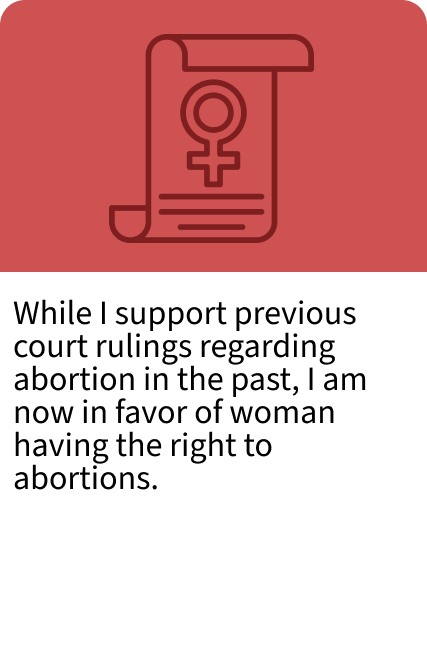 While I support previous
court rulings regarding
abortion in the past, I am
now in favor of woman
having the right to
abortions.